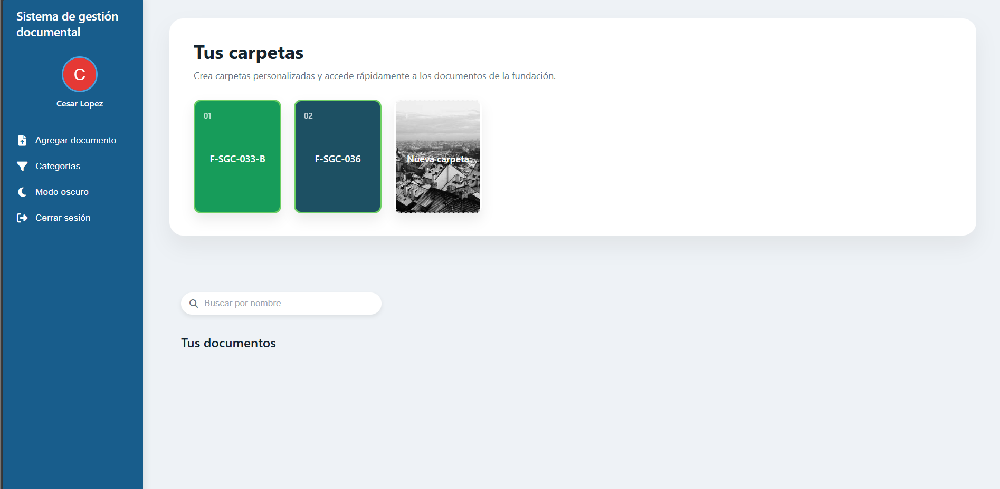 Sistema de gestión
documental
C
Cesar Lopez
Agregar documento
Categorías
Modo oscuro
Cerrar sesión
Tus carpetas
Crea carpetas personalizadas y accede rápidamente a los documentos de la fundación.
01
F-SGC-033-B
02
F-SGC-036
+
Nueva carpeta
Buscar por nombre...
Tus documentos